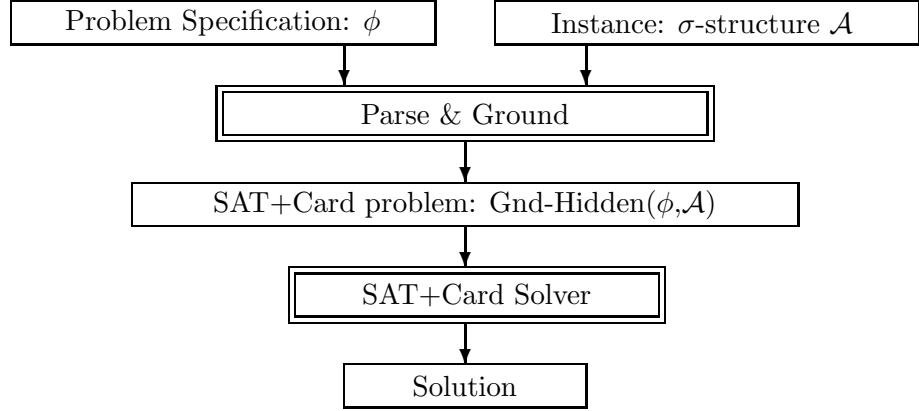 Problem Specification: ϕ
Instance: σ-structure 𝒜
Parse & Ground
SAT+Card problem: Gnd-Hidden(ϕ,𝒜)
SAT+Card Solver
Solution